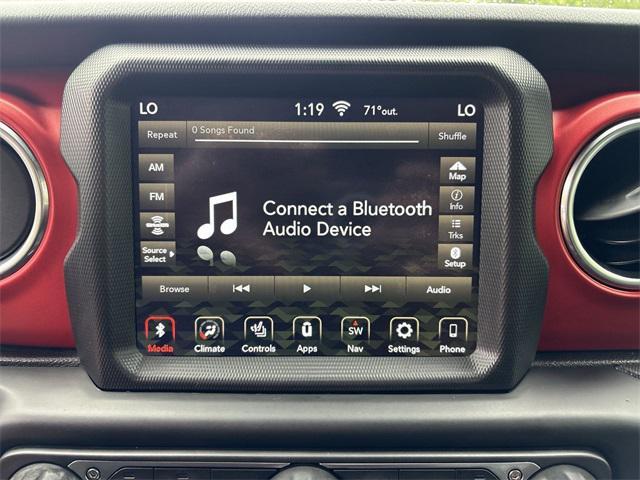 LO 1:19 71°out. LO
Repeat 0 Songs Found Shuffle
AM Map
FM Info
SiriusXM Trks
Connect a Bluetooth
Audio Device
Source
Select Setup
Browse Audio
Media Climate Controls Apps SW Nav Settings Phone